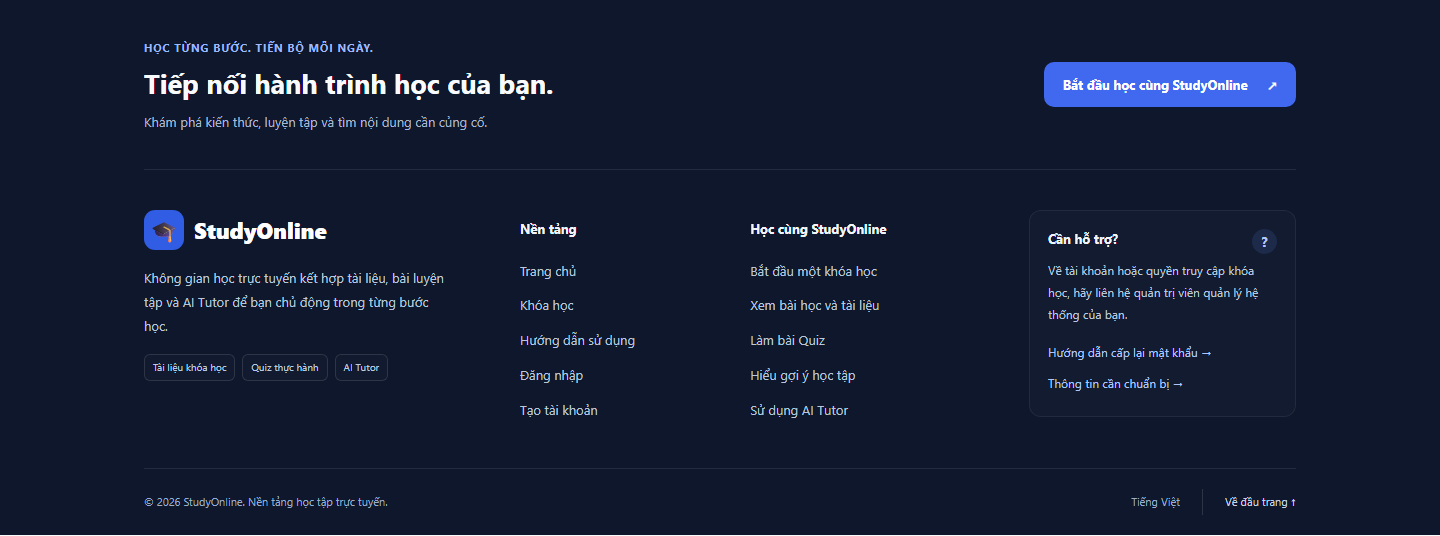 HỌC TỪNG BƯỚC. TIẾN BỘ MỖI NGÀY.
Tiếp nối hành trình học của bạn.
Khám phá kiến thức, luyện tập và tìm nội dung cần củng cố.
Bắt đầu học cùng StudyOnline ↗
StudyOnline
Không gian học trực tuyến kết hợp tài liệu, bài luyện
tập và AI Tutor để bạn chủ động trong từng bước
học.
Tài liệu khóa học
Quiz thực hành
AI Tutor
Nền tảng
Trang chủ
Khóa học
Hướng dẫn sử dụng
Đăng nhập
Tạo tài khoản
Học cùng StudyOnline
Bắt đầu một khóa học
Xem bài học và tài liệu
Làm bài Quiz
Hiểu gợi ý học tập
Sử dụng AI Tutor
Cần hỗ trợ? ?
Về tài khoản hoặc quyền truy cập khóa
học, hãy liên hệ quản trị viên quản lý hệ
thống của bạn.
Hướng dẫn cấp lại mật khẩu →
Thông tin cần chuẩn bị →
© 2026 StudyOnline. Nền tảng học tập trực tuyến.
Tiếng Việt
Về đầu trang ↑